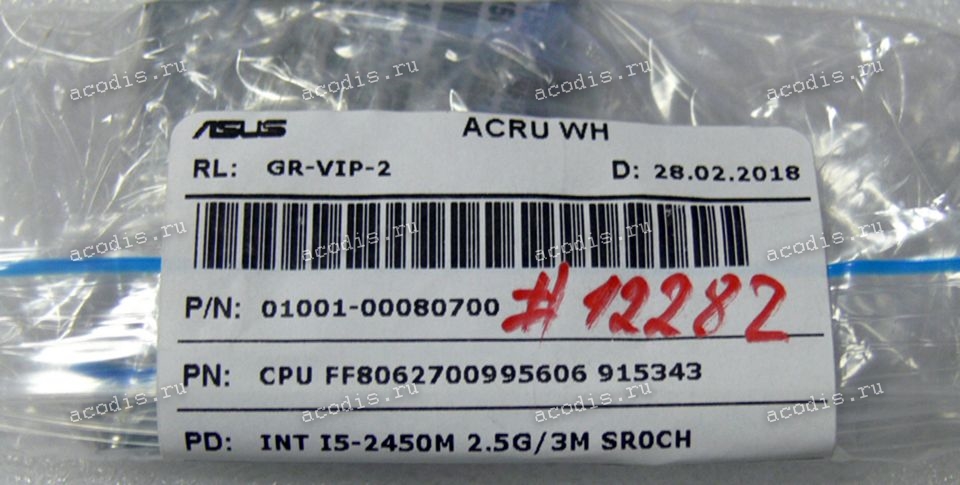 ASUS ACRU WH
RL: GR-VIP-2 D: 28.02.2018
P/N: 01001-00080700 #12282
PN: CPU FF8062700995606 915343
PD: INT I5-2450M 2.5G/3M SR0CH
acodis.ru
acodis.ru
acodis.ru
acodis.ru
acodis.ru
acodis.ru
acodis.ru
acodis.ru
acodis.ru
acodis.ru
acodis.ru
acodis.ru